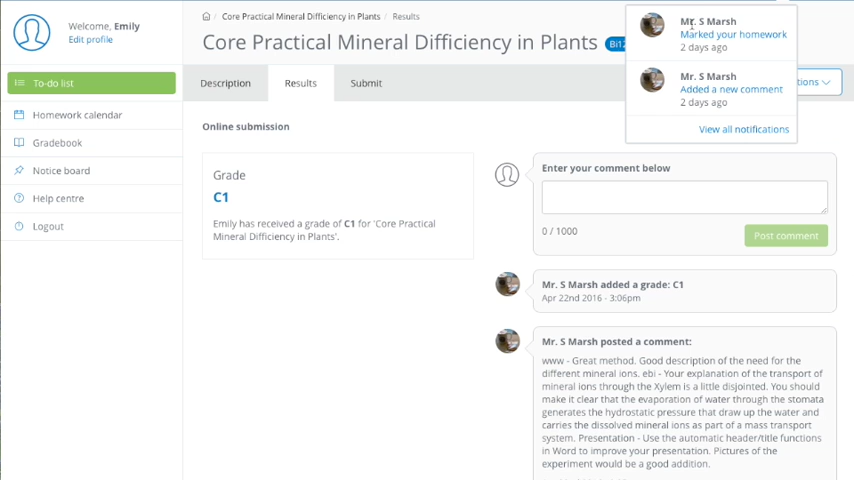 Welcome, Emily
Edit profile
To-do list
Homework calendar
Gradebook
Notice board
Help centre
Logout
Core Practical Mineral Difficiency in Plants / Results
Core Practical Mineral Difficiency in Plants
Description
Results
Submit
Mr. S Marsh
Marked your homework
2 days ago
Mr. S Marsh
Added a new comment
2 days ago
View all notifications
Online submission
Grade
C1
Emily has received a grade of C1 for 'Core Practical
Mineral Difficiency in Plants'.
Enter your comment below
0 / 1000
Post comment
Mr. S Marsh added a grade: C1
Apr 22nd 2016 - 3:06pm
Mr. S Marsh posted a comment:
www - Great method. Good description of the need for the
different mineral ions. ebi - Your explanation of the transport of
mineral ions through the Xylem is a little disjointed. You should
make it clear that the evaporation of water through the stomata
generates the hydrostatic pressure that draw up the water and
carries the dissolved mineral ions as part of a mass transport
system. Presentation - Use the automatic header/title functions
in Word to improve your presentation. Pictures of the
experiment would be a good addition.